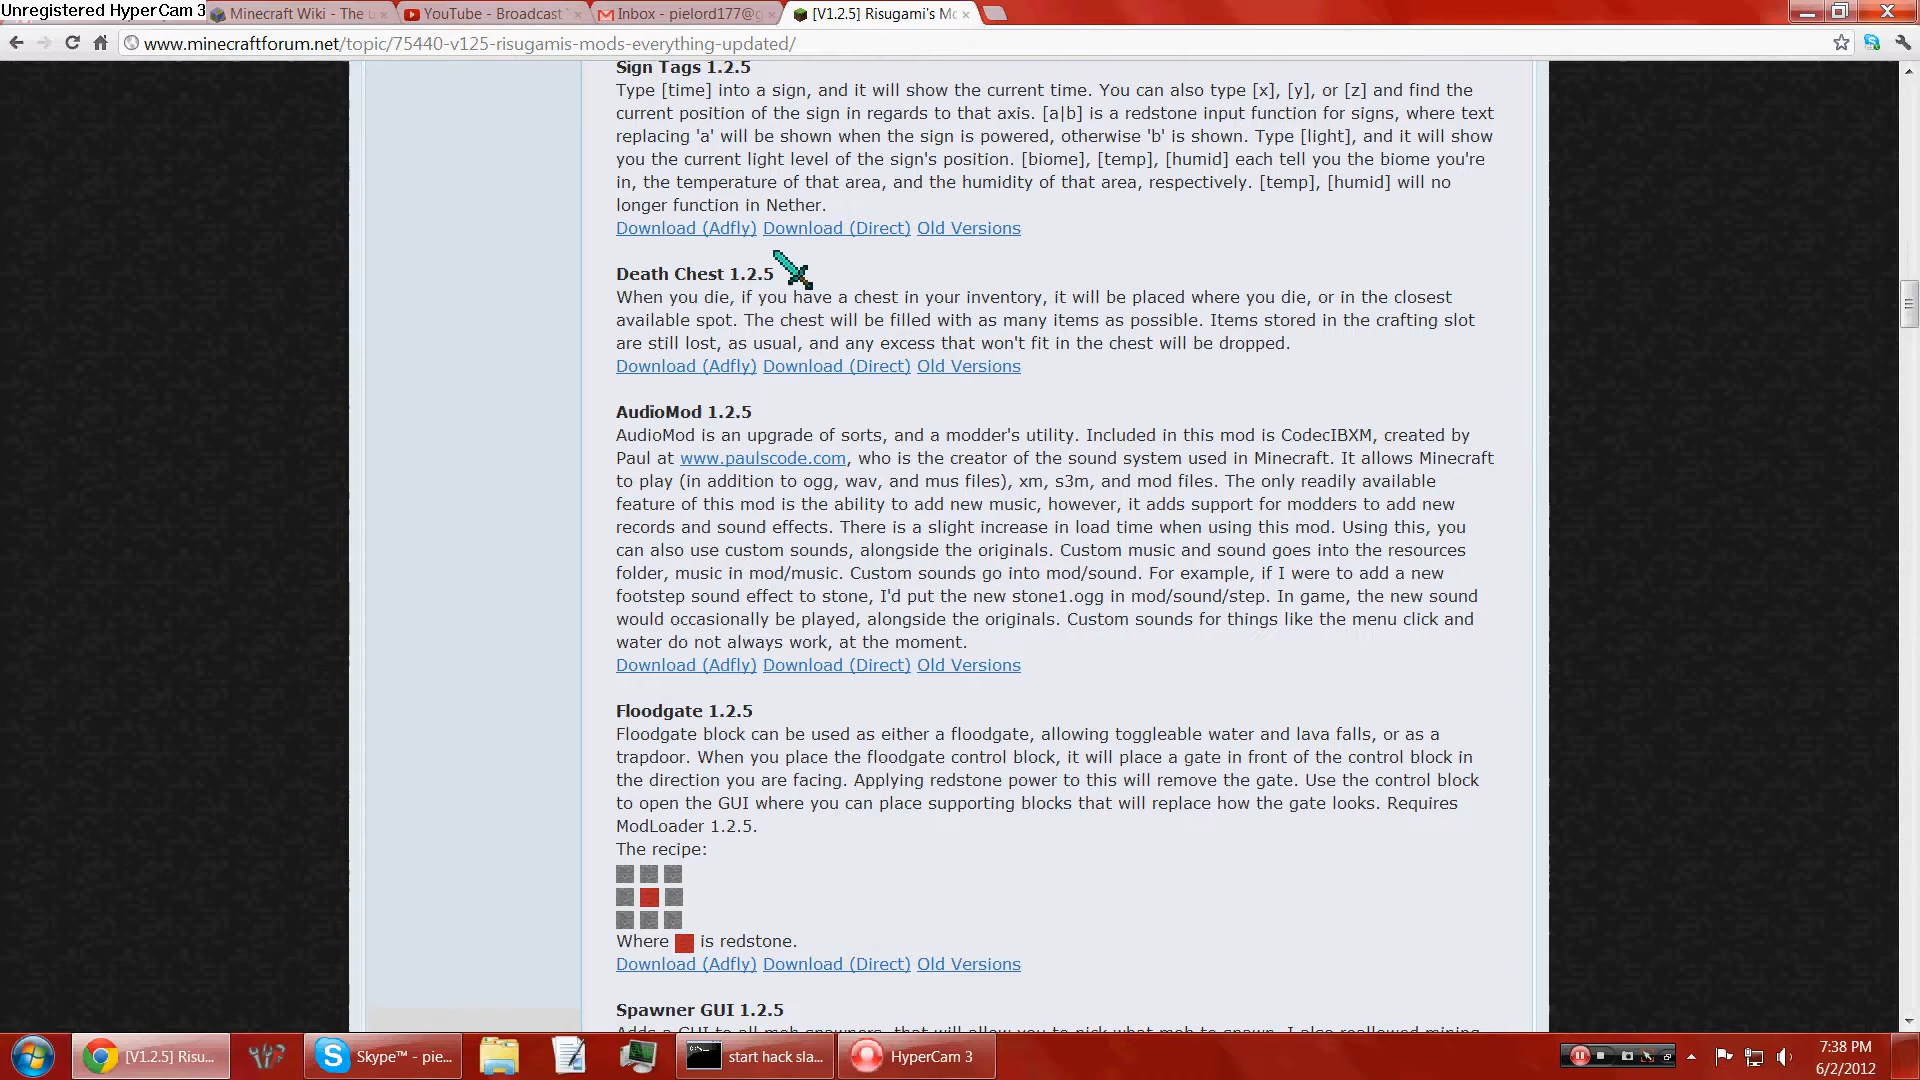 Unregistered HyperCam 3
Minecraft Wiki - The u
YouTube - Broadcast
Inbox - pielord177@g
[V1.2.5] Risugami's Mo
www.minecraftforum.net/topic/75440-v125-risugamis-mods-everything-updated/
Sign Tags 1.2.5
Type [time] into a sign, and it will show the current time. You can also type [x], [y], or [z] and find the
current position of the sign in regards to that axis. [a|b] is a redstone input function for signs, where text
replacing 'a' will be shown when the sign is powered, otherwise 'b' is shown. Type [light], and it will show
you the current light level of the sign's position. [biome], [temp], [humid] each tell you the biome you're
in, the temperature of that area, and the humidity of that area, respectively. [temp], [humid] will no
longer function in Nether.
Download (Adfly) Download (Direct) Old Versions
Death Chest 1.2.5
When you die, if you have a chest in your inventory, it will be placed where you die, or in the closest
available spot. The chest will be filled with as many items as possible. Items stored in the crafting slot
are still lost, as usual, and any excess that won't fit in the chest will be dropped.
Download (Adfly) Download (Direct) Old Versions
AudioMod 1.2.5
AudioMod is an upgrade of sorts, and a modder's utility. Included in this mod is CodecIBXM, created by
Paul at www.paulscode.com, who is the creator of the sound system used in Minecraft. It allows Minecraft
to play (in addition to ogg, wav, and mus files), xm, s3m, and mod files. The only readily available
feature of this mod is the ability to add new music, however, it adds support for modders to add new
records and sound effects. There is a slight increase in load time when using this mod. Using this, you
can also use custom sounds, alongside the originals. Custom music and sound goes into the resources
folder, music in mod/music. Custom sounds go into mod/sound. For example, if I were to add a new
footstep sound effect to stone, I'd put the new stone1.ogg in mod/sound/step. In game, the new sound
would occasionally be played, alongside the originals. Custom sounds for things like the menu click and
water do not always work, at the moment.
Download (Adfly) Download (Direct) Old Versions
Floodgate 1.2.5
Floodgate block can be used as either a floodgate, allowing toggleable water and lava falls, or as a
trapdoor. When you place the floodgate control block, it will place a gate in front of the control block in
the direction you are facing. Applying redstone power to this will remove the gate. Use the control block
to open the GUI where you can place supporting blocks that will replace how the gate looks. Requires
ModLoader 1.2.5.
The recipe:
Where is redstone.
Download (Adfly) Download (Direct) Old Versions
Spawner GUI 1.2.5
Adds a GUI to all mob spawners, that will allow you to pick what mob to spawn. I also reallowed mining
[V1.2.5] Risu...
Skype™ - pie...
start hack sla...
HyperCam 3
7:38 PM
6/2/2012